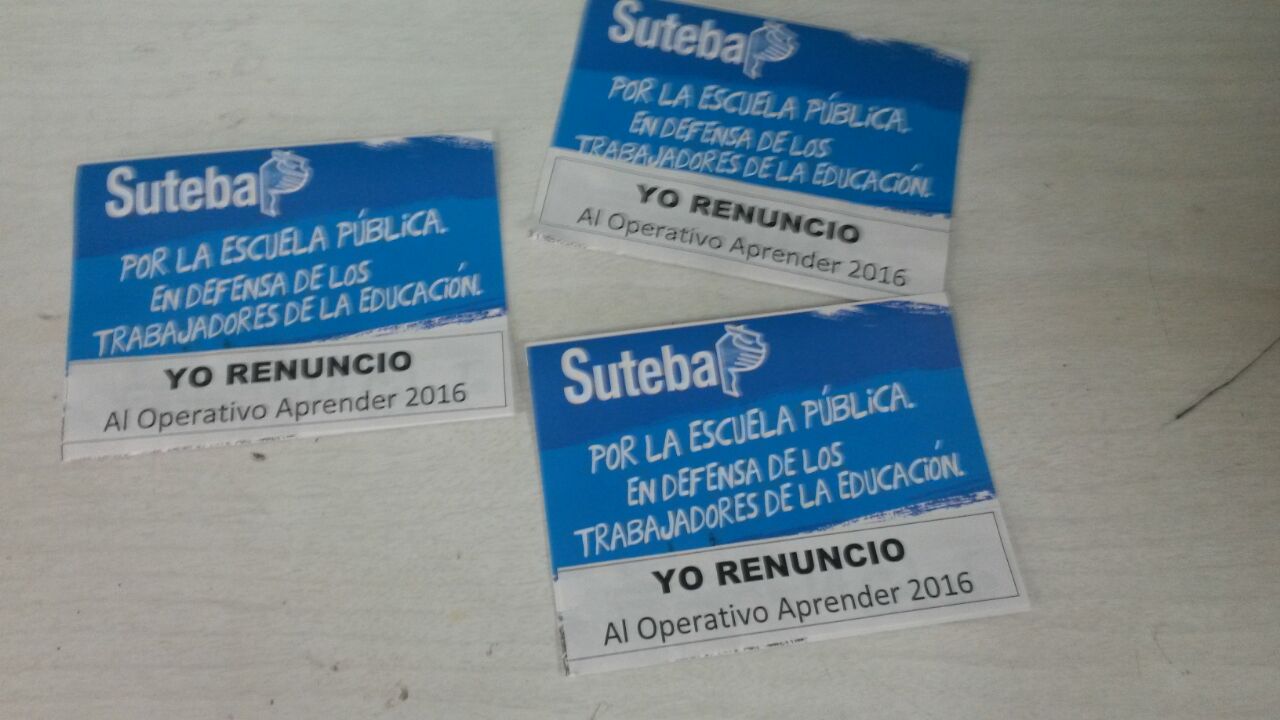 Suteba
POR LA ESCUELA PÚBLiCA.
EN DEFENSA DE LOS
TRABAJADORES DE LA EDUCACiÓN.
YO RENUNCIO
Al Operativo Aprender 2016
Suteba
POR LA ESCUELA PÚBLiCA.
EN DEFENSA DE LOS
TRABAJADORES DE LA EDUCACiÓN.
YO RENUNCIO
Al Operativo Aprender 2016
Suteba
POR LA ESCUELA PÚBLiCA.
EN DEFENSA DE LOS
TRABAJADORES DE LA EDUCACiÓN.
YO RENUNCIO
Al Operativo Aprender 2016